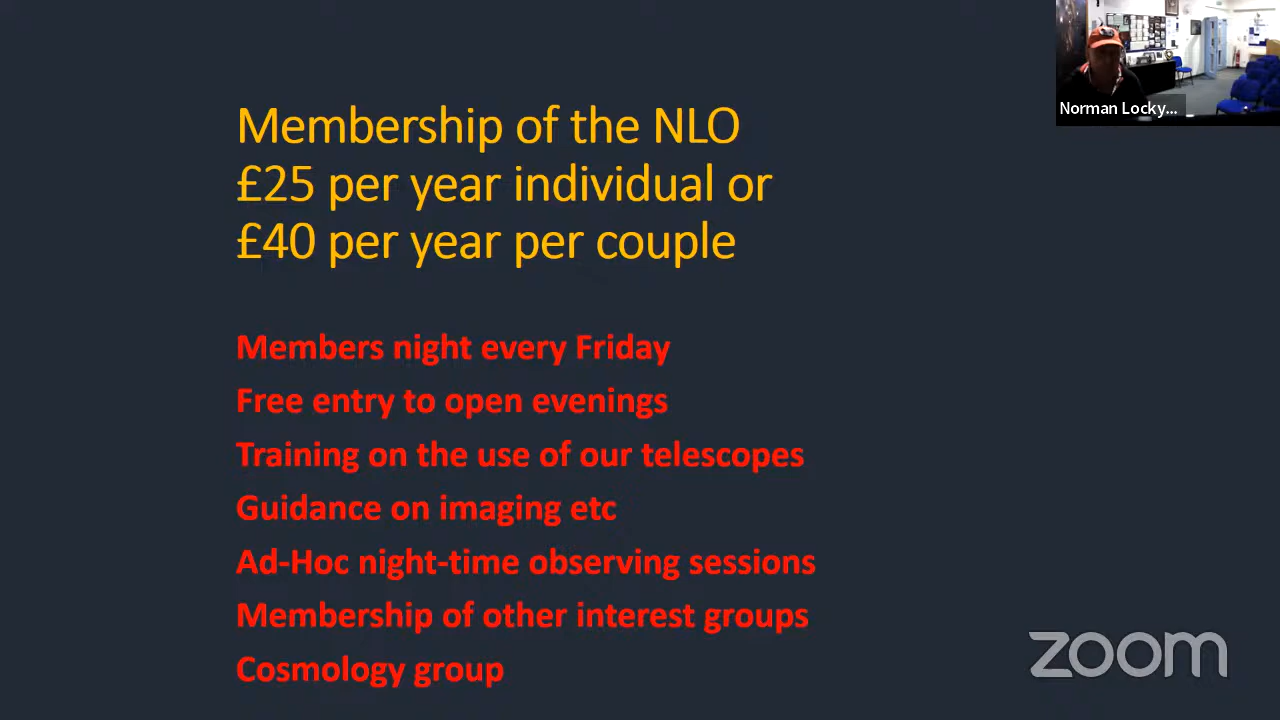 Membership of the NLO
£25 per year individual or
£40 per year per couple
Members night every Friday
Free entry to open evenings
Training on the use of our telescopes
Guidance on imaging etc
Ad-Hoc night-time observing sessions
Membership of other interest groups
Cosmology group
Norman Locky...
zoom